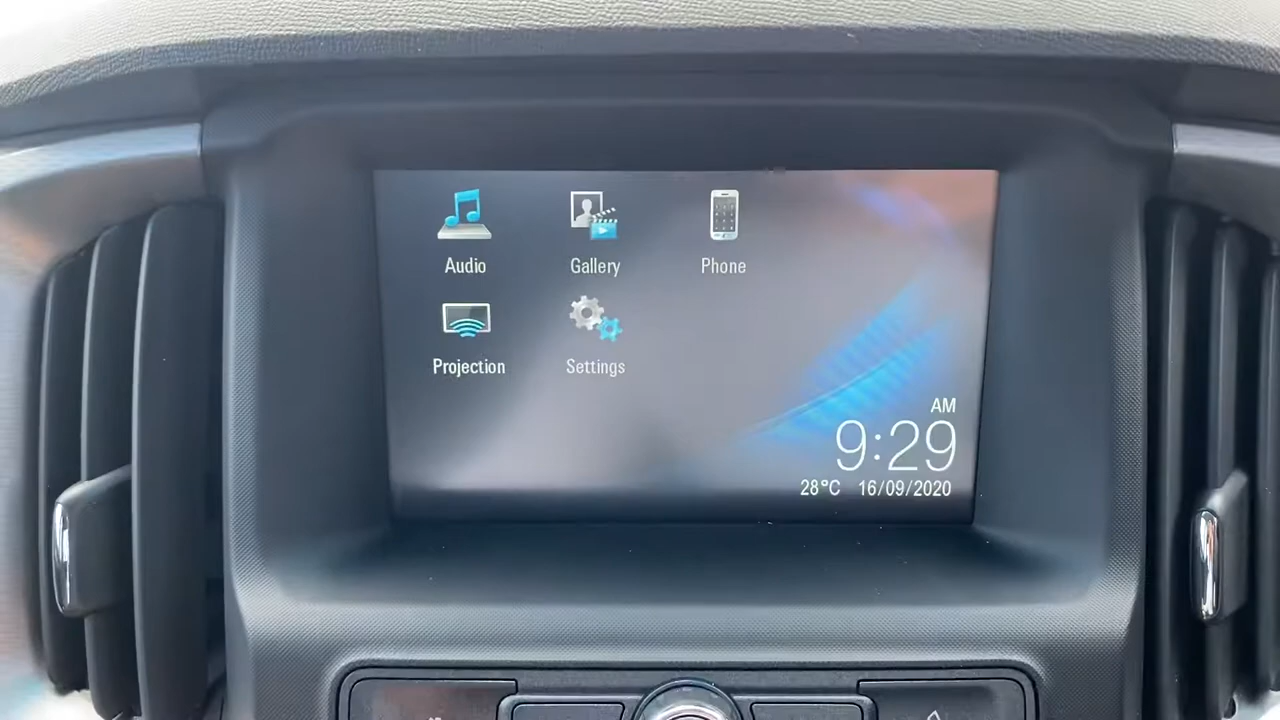 Audio
Gallery
Phone
Projection
Settings
AM
9:29
28°C 16/09/2020